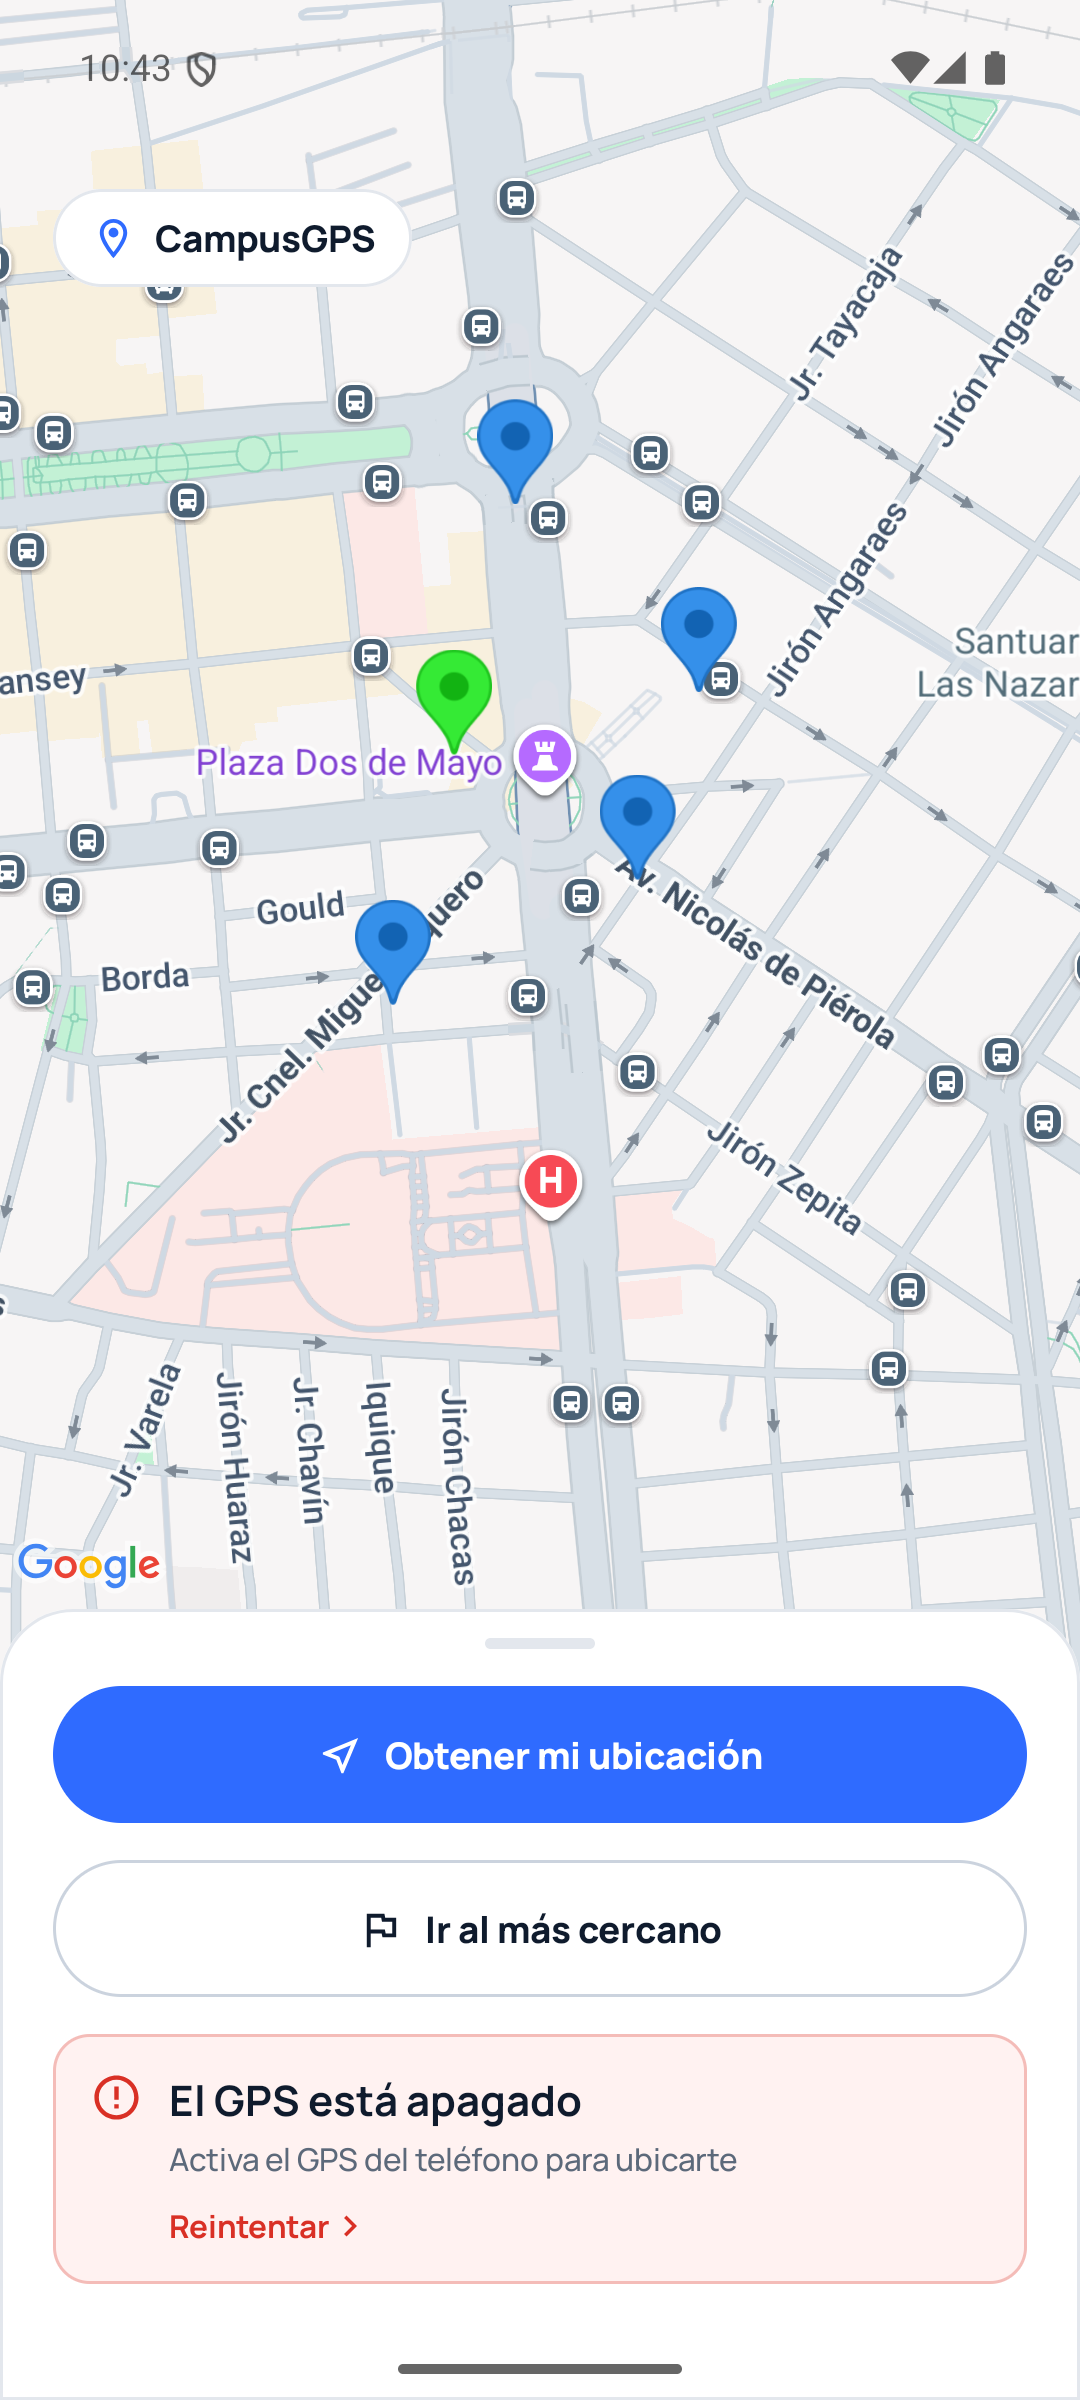 10:43
CampusGPS
Jr. Tayacaja
Jirón Angaraes
Jirón Angaraes
Santuar
Las Nazar
ansey
Plaza Dos de Mayo
Gould
quero
Av. Nicolás de Piérola
Borda
Jr. Cnel. Migue
Jirón Zepita
H
Jr. Varela
Jirón Huaraz
Jr. Chavín
Iquique
Jirón Chacas
Google
Obtener mi ubicación
Ir al más cercano
El GPS está apagado
Activa el GPS del teléfono para ubicarte
Reintentar